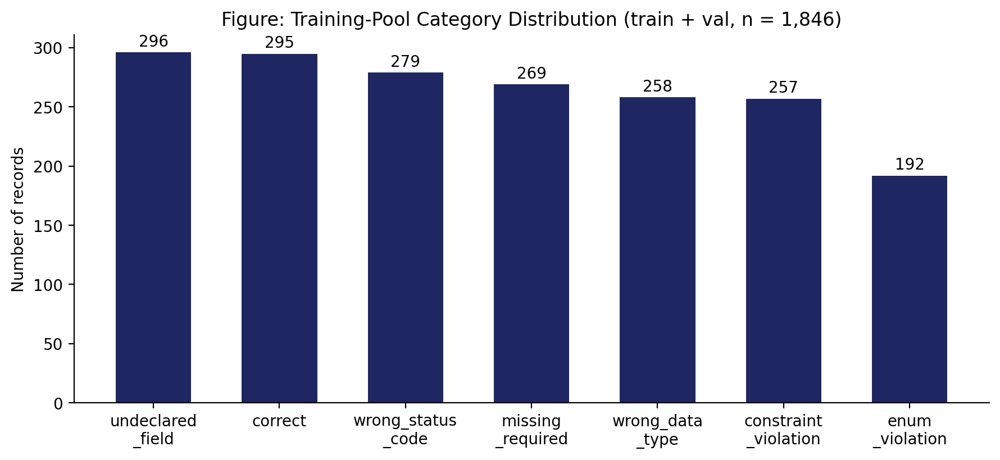 Figure: Training-Pool Category Distribution (train + val, n = 1,846)
Number of records
300
250
200
150
100
50
0
296
295
279
269
258
257
192
undeclared
_field
correct
wrong_status
_code
missing
_required
wrong_data
_type
constraint
_violation
enum
_violation